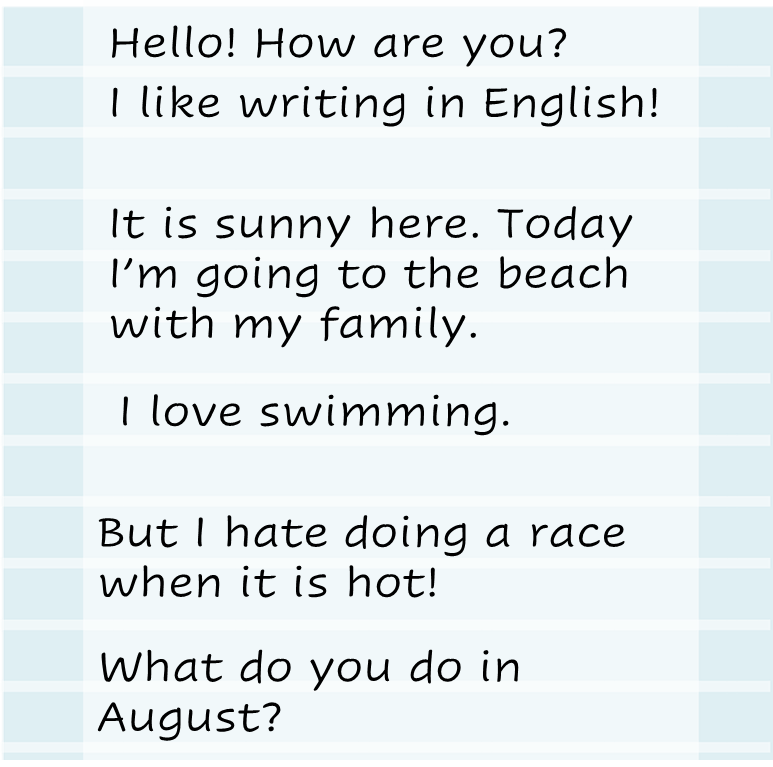 Hello! How are you?
I like writing in English!
It is sunny here. Today
I’m going to the beach
with my family.
I love swimming.
But I hate doing a race
when it is hot!
What do you do in
August?